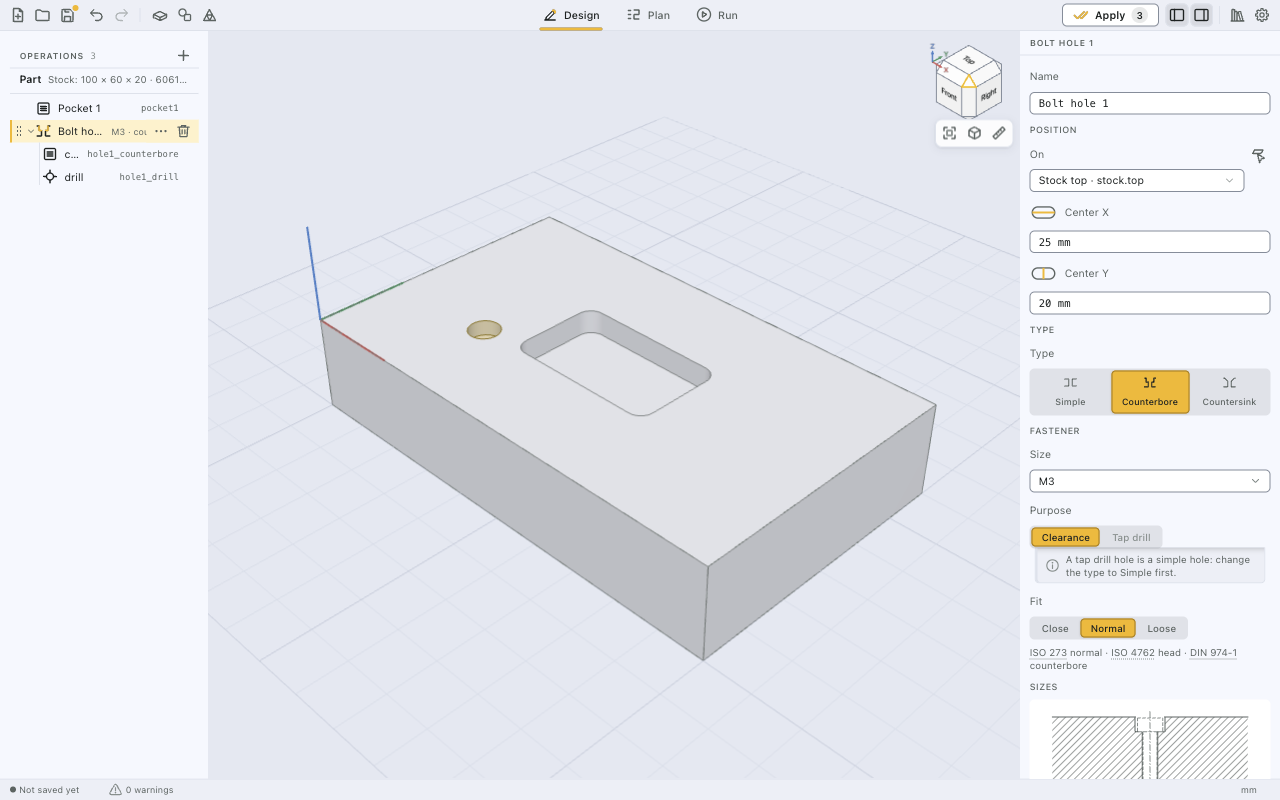 Design
Plan
Run
Apply 3
OPERATIONS 3
Part Stock: 100 × 60 × 20 · 6061...
Pocket 1 pocket1
Bolt ho... M3 · cou
c... hole1_counterbore
drill hole1_drill
Z
Y
X
Top
Front
Right
BOLT HOLE 1
Name
Bolt hole 1
POSITION
On
Stock top · stock.top
Center X
25 mm
Center Y
20 mm
TYPE
Type
Simple
Counterbore
Countersink
FASTENER
Size
M3
Purpose
Clearance
Tap drill
A tap drill hole is a simple hole: change
the type to Simple first.
Fit
Close
Normal
Loose
ISO 273 normal · ISO 4762 head · DIN 974-1
counterbore
SIZES
Not saved yet
0 warnings
mm